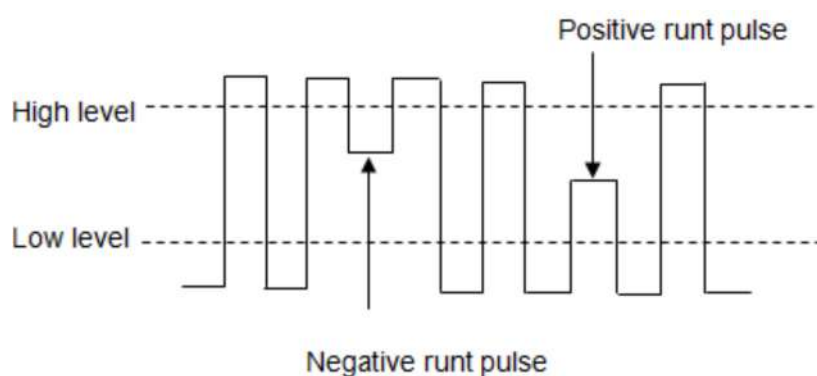 Positive runt pulse
High level
Low level
Negative runt pulse